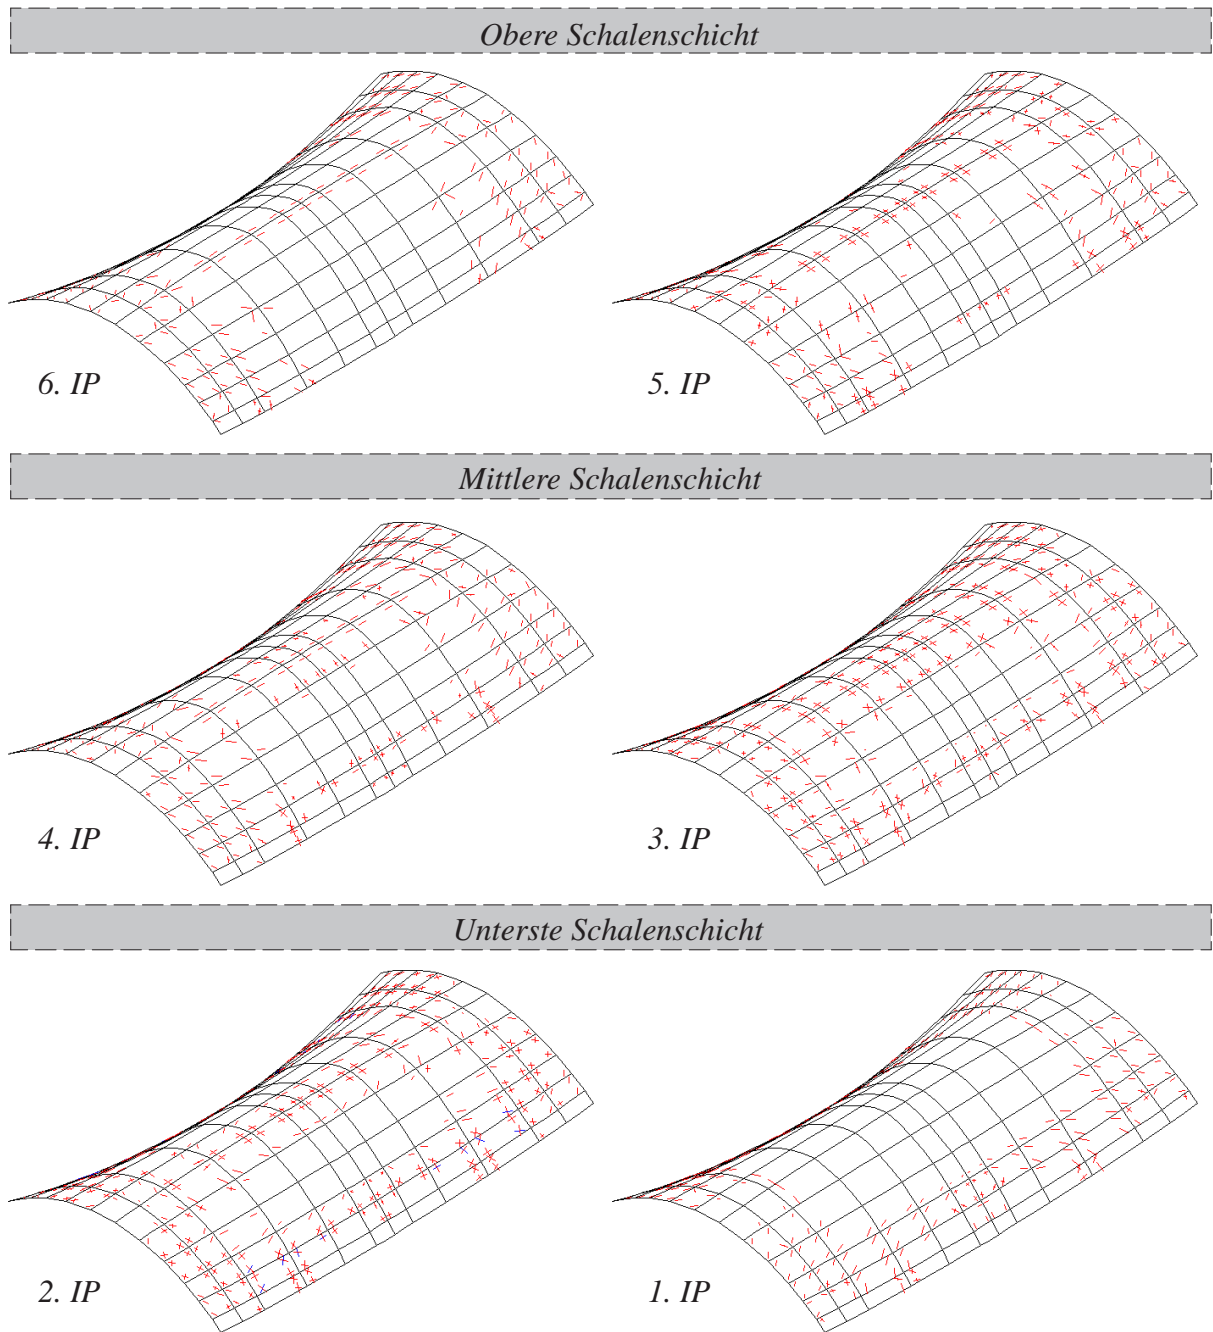 Obere Schalenschicht
6. IP
5. IP
Mittlere Schalenschicht
4. IP
3. IP
Unterste Schalenschicht
2. IP
1. IP